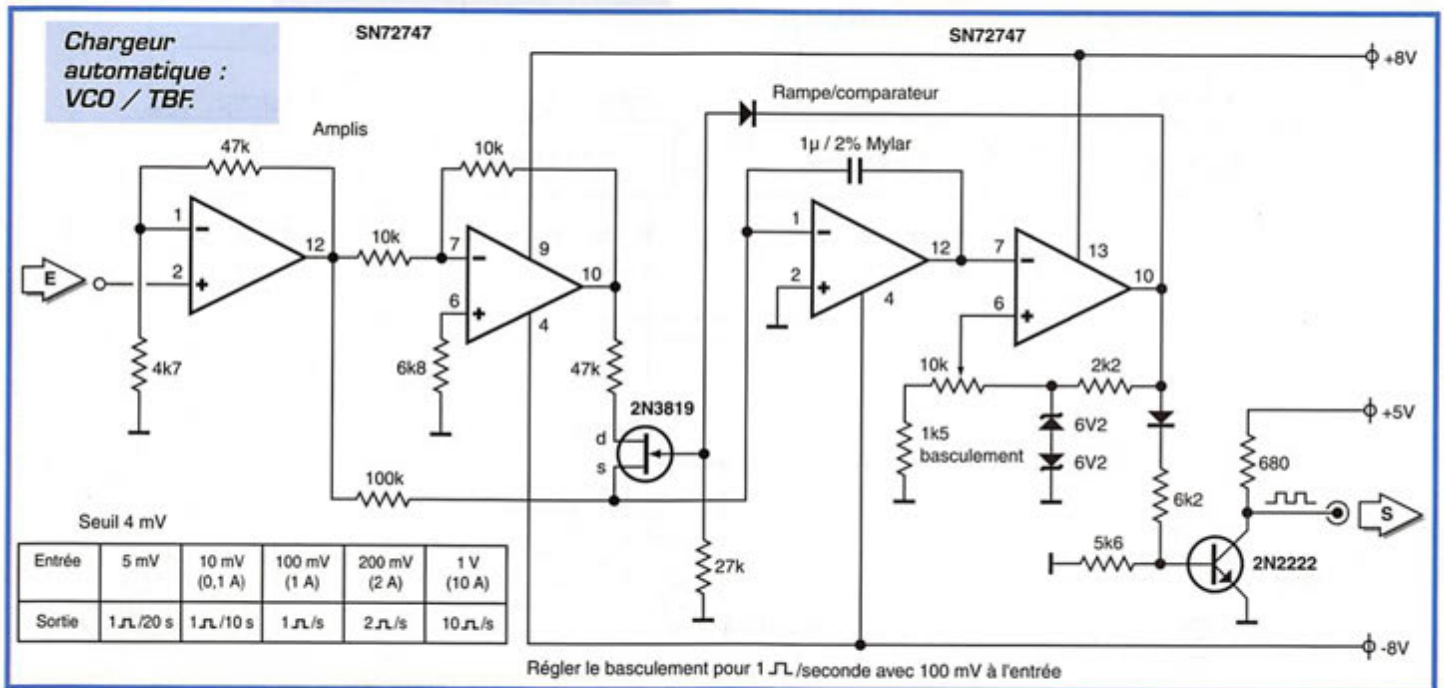 SN72747
SN72747
Chargeur
automatique :
VCO / TBF.
+8V
Rampe/comparateur
Amplis
47k
10k
1µ / 2% Mylar
1
12
10k
7
9
1
12
7
13
E
2
10
2
10
6
4
6
4
4k7
6k8
47k
10k
2k2
2N3819
d
s
1k5
basculement
6V2
6V2
+5V
680
100k
6k2
S
Seuil 4 mV
5k6
2N2222
27k
Entrée 5 mV 10 mV (0,1 A) 100 mV (1 A) 200 mV (2 A) 1 V (10 A)
Sortie 1⎍/20 s 1⎍/10 s 1⎍/s 2⎍/s 10⎍/s
-8V
Régler le basculement pour 1⎍/seconde avec 100 mV à l'entrée